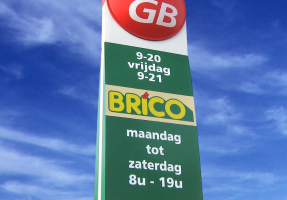 GB
9-20
vrijdag
9-21
BRICO
maandag
tot
zaterdag
8u - 19u